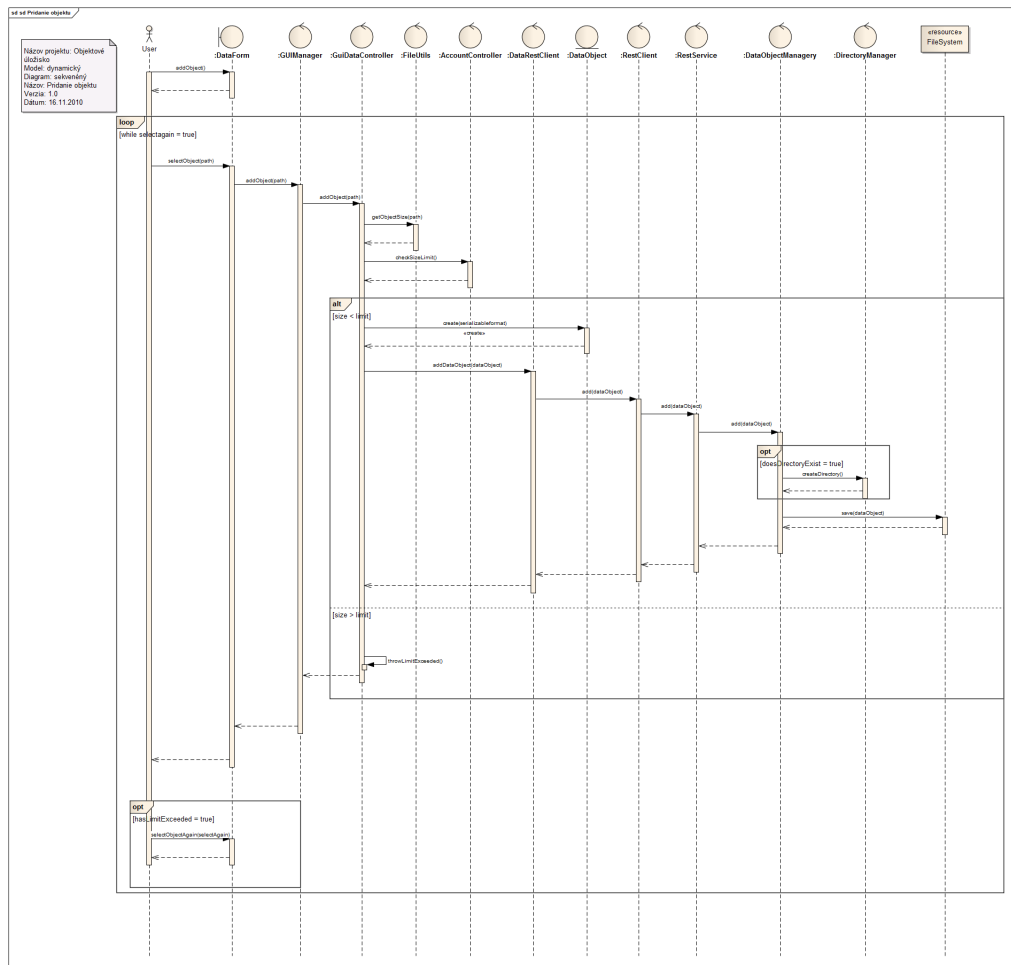 sd sd Pridanie objektu
Názov projektu: Objektové
úložisko
Model: dynamický
Diagram: sekvenčný
Názov: Pridanie objektu
Verzia: 1.0
Dátum: 16.11.2010
User
:DataForm
:GUIManager
:GuiDataController
:FileUtils
:AccountController
:DataRestClient
:DataObject
:RestClient
:RestService
:DataObjectManagery
:DirectoryManager
«resource»
FileSystem
addObject()
loop
[while selectagain = true]
selectObject(path)
addObject(path)
addObject(path)
getObjectSize(path)
checkSizeLimit()
alt
[size < limit]
create(serializableformat)
«create»
addDataObject(dataObject)
add(dataObject)
add(dataObject)
add(dataObject)
opt
[doesDirectoryExist = true]
createDirectory()
save(dataObject)
[size > limit]
throwLimitExceeded()
opt
[hasLimitExceeded = true]
selectObjectAgain(selectAgain)